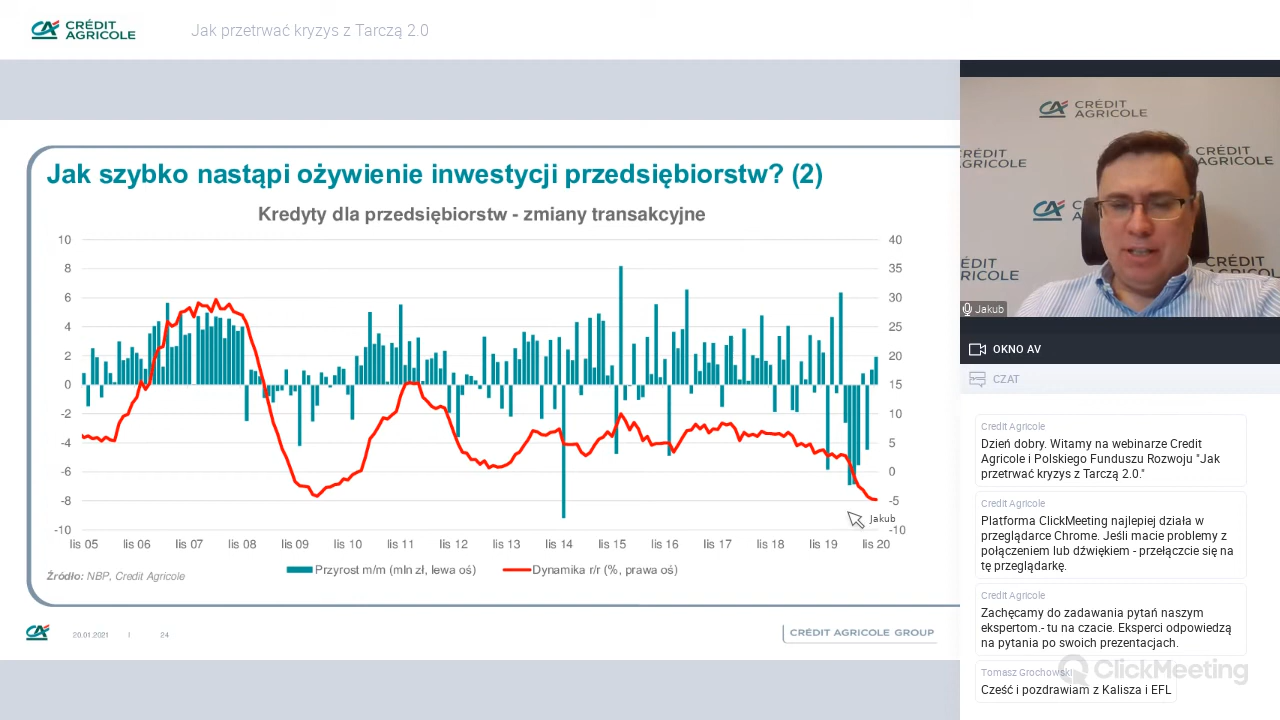 CRÉDIT AGRICOLE
Jak przetrwać kryzys z Tarczą 2.0
Jak szybko nastąpi ożywienie inwestycji przedsiębiorstw? (2)
Kredyty dla przedsiębiorstw - zmiany transakcyjne
10
8
6
4
2
0
-2
-4
-6
-8
-10
40
35
30
25
20
15
10
5
0
-5
-10
lis 05 lis 06 lis 07 lis 08 lis 09 lis 10 lis 11 lis 12 lis 13 lis 14 lis 15 lis 16 lis 17 lis 18 lis 19 lis 20
Jakub
Przyrost m/m (mln zł, lewa oś) Dynamika r/r (%, prawa oś)
Źródło: NBP, Credit Agricole
20.01.2021 | 24
CRÉDIT AGRICOLE GROUP
CRÉDIT
AGRICOLE
CRÉDIT
AGRICOLE
CRÉDIT
AGRICOLE
CRÉDIT
AGRICOLE
CRÉDIT
AGRICOLE
Jakub
OKNO AV
CZAT
Credit Agricole
Dzień dobry. Witamy na webinarze Credit
Agricole i Polskiego Funduszu Rozwoju "Jak
przetrwać kryzys z Tarczą 2.0."
Credit Agricole
Platforma ClickMeeting najlepiej działa w
przeglądarce Chrome. Jeśli macie problemy z
połączeniem lub dźwiękiem - przełączcie się na
tę przeglądarkę.
Credit Agricole
Zachęcamy do zadawania pytań naszym
ekspertom.- tu na czacie. Eksperci odpowiedzą
na pytania po swoich prezentacjach.
Tomasz Grochowski
Cześć i pozdrawiam z Kalisza i EFL
ClickMeeting